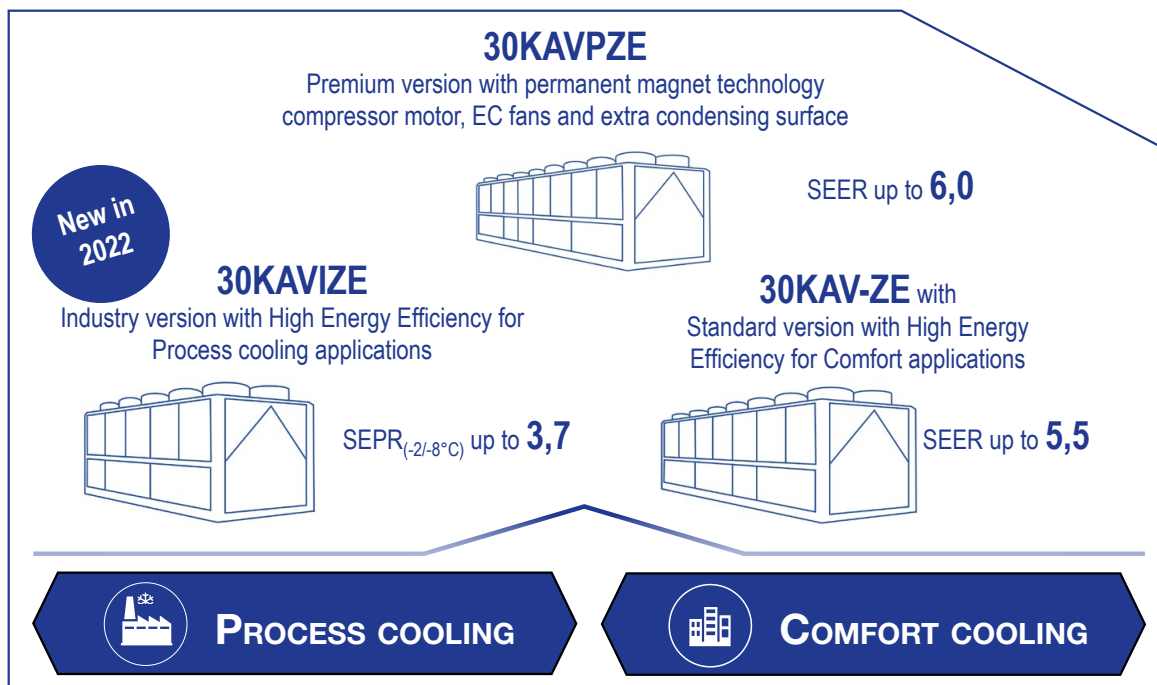 30KAVPZE
Premium version with permanent magnet technology
compressor motor, EC fans and extra condensing surface
SEER up to 6,0
New in
2022
30KAVIZE
Industry version with High Energy Efficiency for
Process cooling applications
SEPR(-2/-8°C) up to 3,7
30KAV-ZE with
Standard version with High Energy
Efficiency for Comfort applications
SEER up to 5,5
PROCESS COOLING
COMFORT COOLING